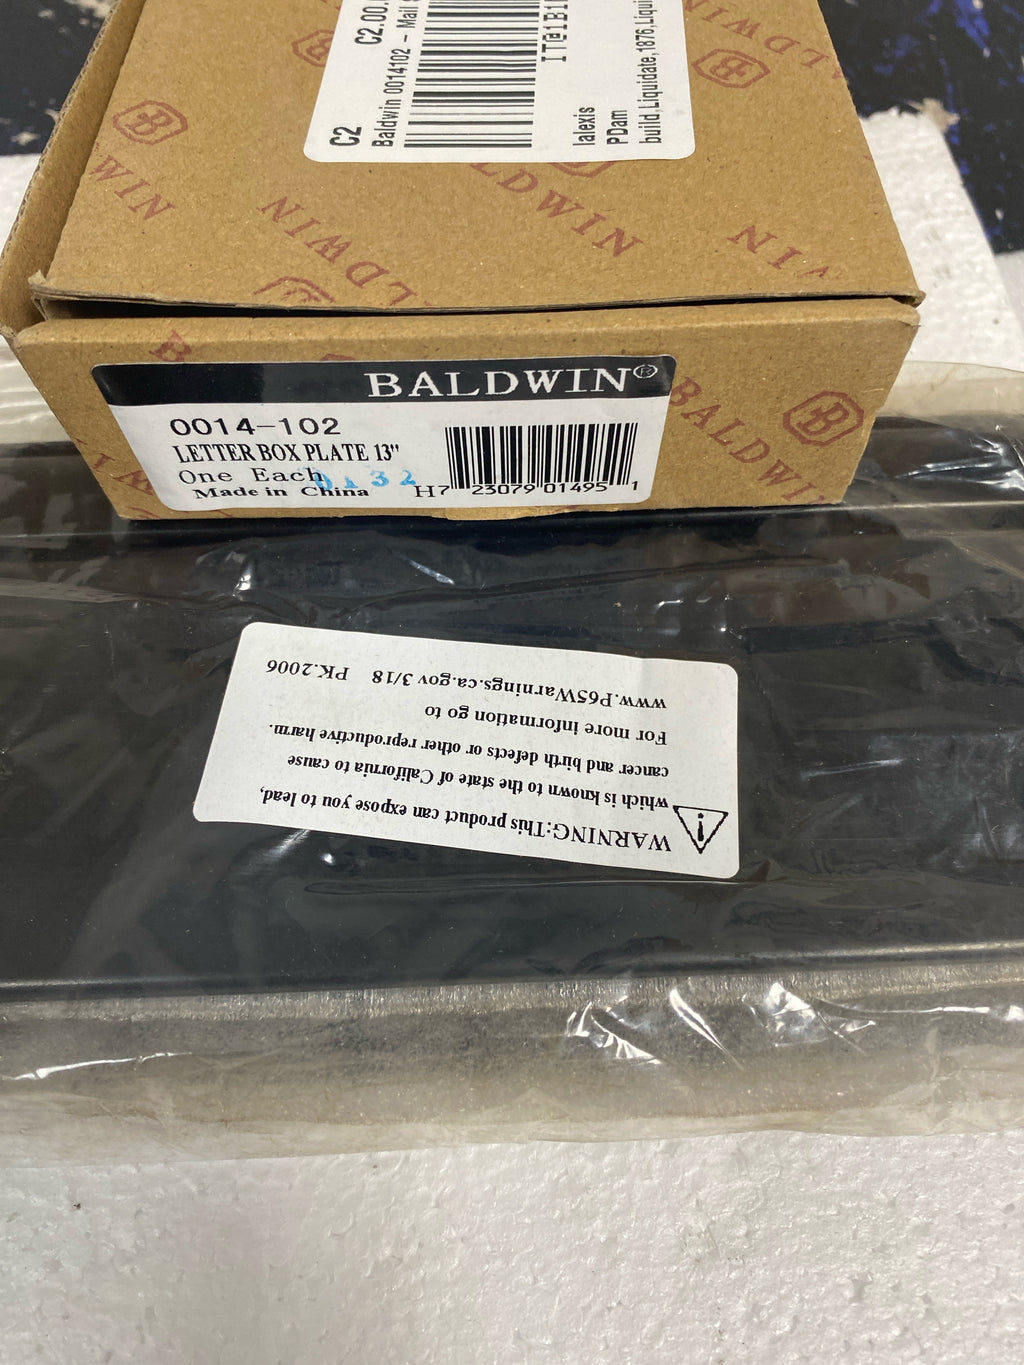 C2
C2.00.
Baldwin 0014102 – Mail
IT@1B1
lalexis
PDam
build,Liquidate,1876,Liqui
BALDWIN
BALDWIN
BALDWIN
BALDWIN®
0014-102
LETTER BOX PLATE 13"
One Each
0132
Made in China
H7 23079 01495 1
BALDWIN
WARNING:This product can expose you to lead,
which is known to the state of California to cause
cancer and birth defects or other reproductive harm.
For more information go to
www.P65Warnings.ca.gov 3/18 PK.2006